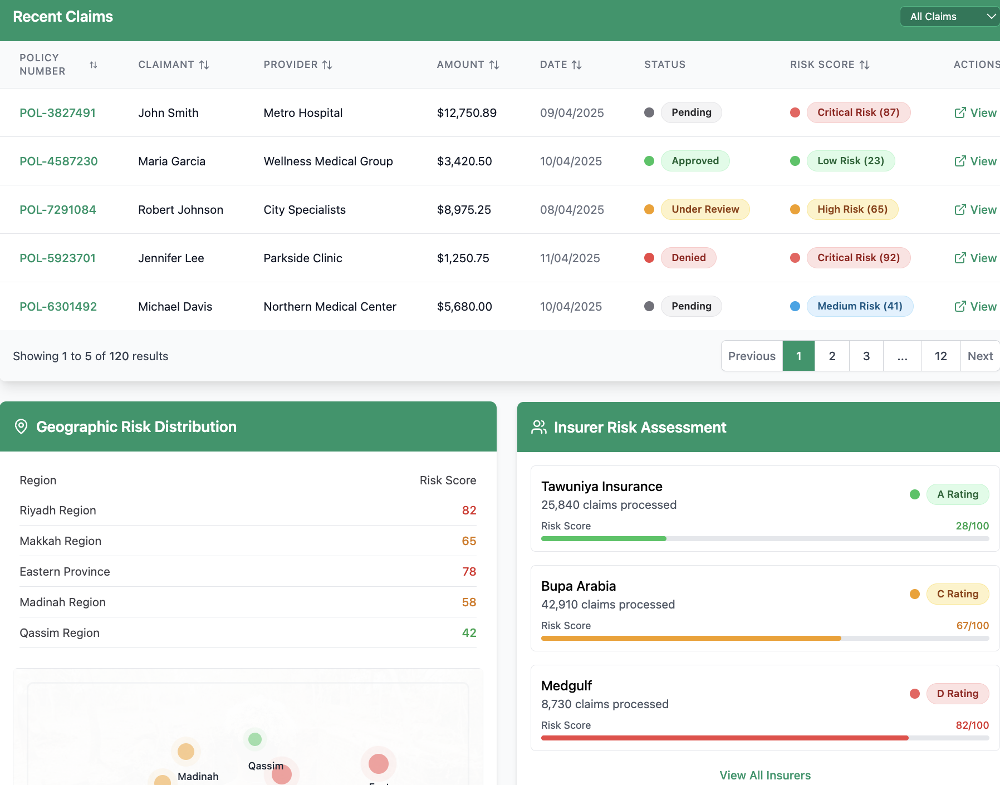 Recent Claims
All Claims
POLICY NUMBER CLAIMANT PROVIDER AMOUNT DATE STATUS RISK SCORE ACTIONS
POL-3827491 John Smith Metro Hospital $12,750.89 09/04/2025 Pending Critical Risk (87) View
POL-4587230 Maria Garcia Wellness Medical Group $3,420.50 10/04/2025 Approved Low Risk (23) View
POL-7291084 Robert Johnson City Specialists $8,975.25 08/04/2025 Under Review High Risk (65) View
POL-5923701 Jennifer Lee Parkside Clinic $1,250.75 11/04/2025 Denied Critical Risk (92) View
POL-6301492 Michael Davis Northern Medical Center $5,680.00 10/04/2025 Pending Medium Risk (41) View
Showing 1 to 5 of 120 results
Previous 1 2 3 ... 12 Next
Geographic Risk Distribution
Region Risk Score
Riyadh Region 82
Makkah Region 65
Eastern Province 78
Madinah Region 58
Qassim Region 42
Qassim
Madinah
Insurer Risk Assessment
Tawuniya Insurance
25,840 claims processed
A Rating
Risk Score 28/100
Bupa Arabia
42,910 claims processed
C Rating
Risk Score 67/100
Medgulf
8,730 claims processed
D Rating
Risk Score 82/100
View All Insurers